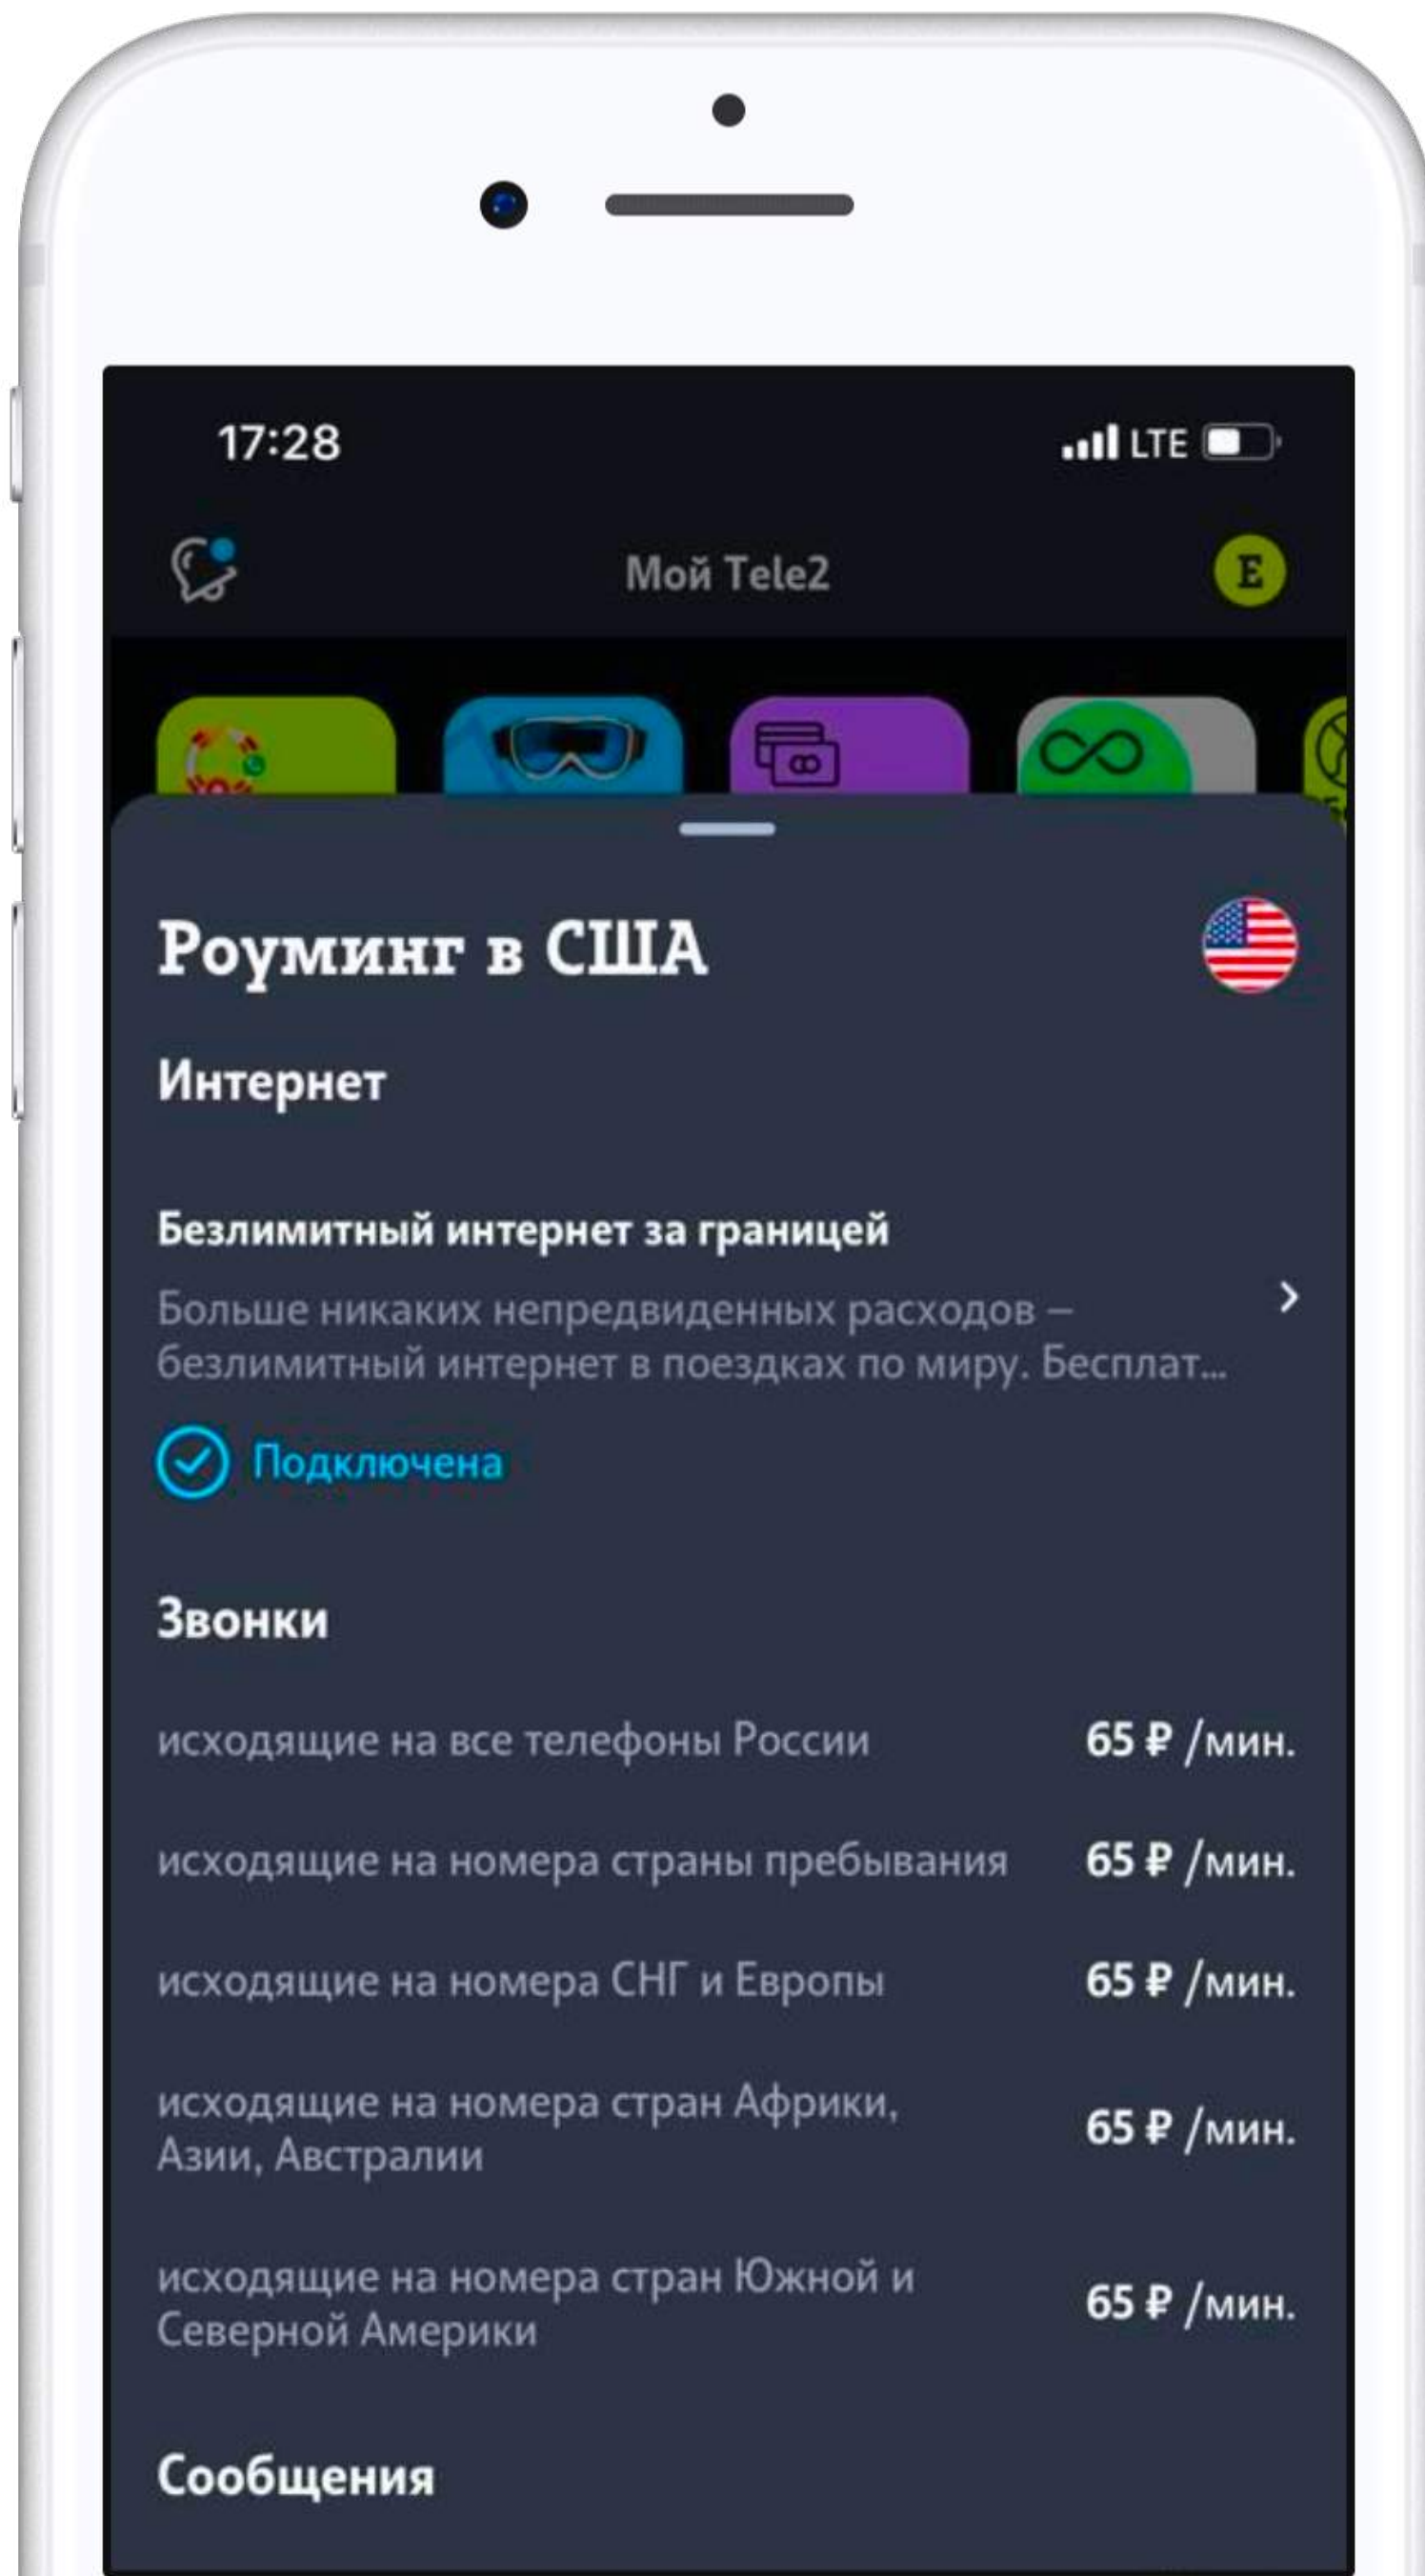 17:28
LTE
Мой Tele2
E
Роуминг в США
Интернет
Безлимитный интернет за границей
Больше никаких непредвиденных расходов –
безлимитный интернет в поездках по миру. Бесплат...
Подключена
Звонки
исходящие на все телефоны России
65 ₽ /мин.
исходящие на номера страны пребывания
65 ₽ /мин.
исходящие на номера СНГ и Европы
65 ₽ /мин.
исходящие на номера стран Африки,
Азии, Австралии
65 ₽ /мин.
исходящие на номера стран Южной и
Северной Америки
65 ₽ /мин.
Сообщения